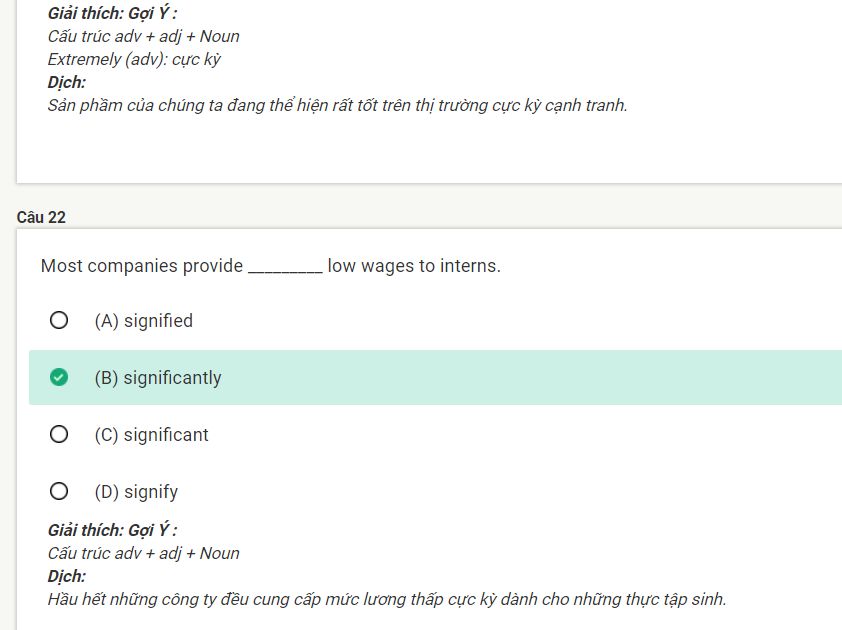 Giải thích: Gợi Ý :
Cấu trúc adv + adj + Noun
Extremely (adv): cực kỳ
Dịch:
Sản phầm của chúng ta đang thể hiện rất tốt trên thị trường cực kỳ cạnh tranh.
Câu 22
Most companies provide _________ low wages to interns.
(A) signified
(B) significantly
(C) significant
(D) signify
Giải thích: Gợi Ý :
Cấu trúc adv + adj + Noun
Dịch:
Hầu hết những công ty đều cung cấp mức lương thấp cực kỳ dành cho những thực tập sinh.